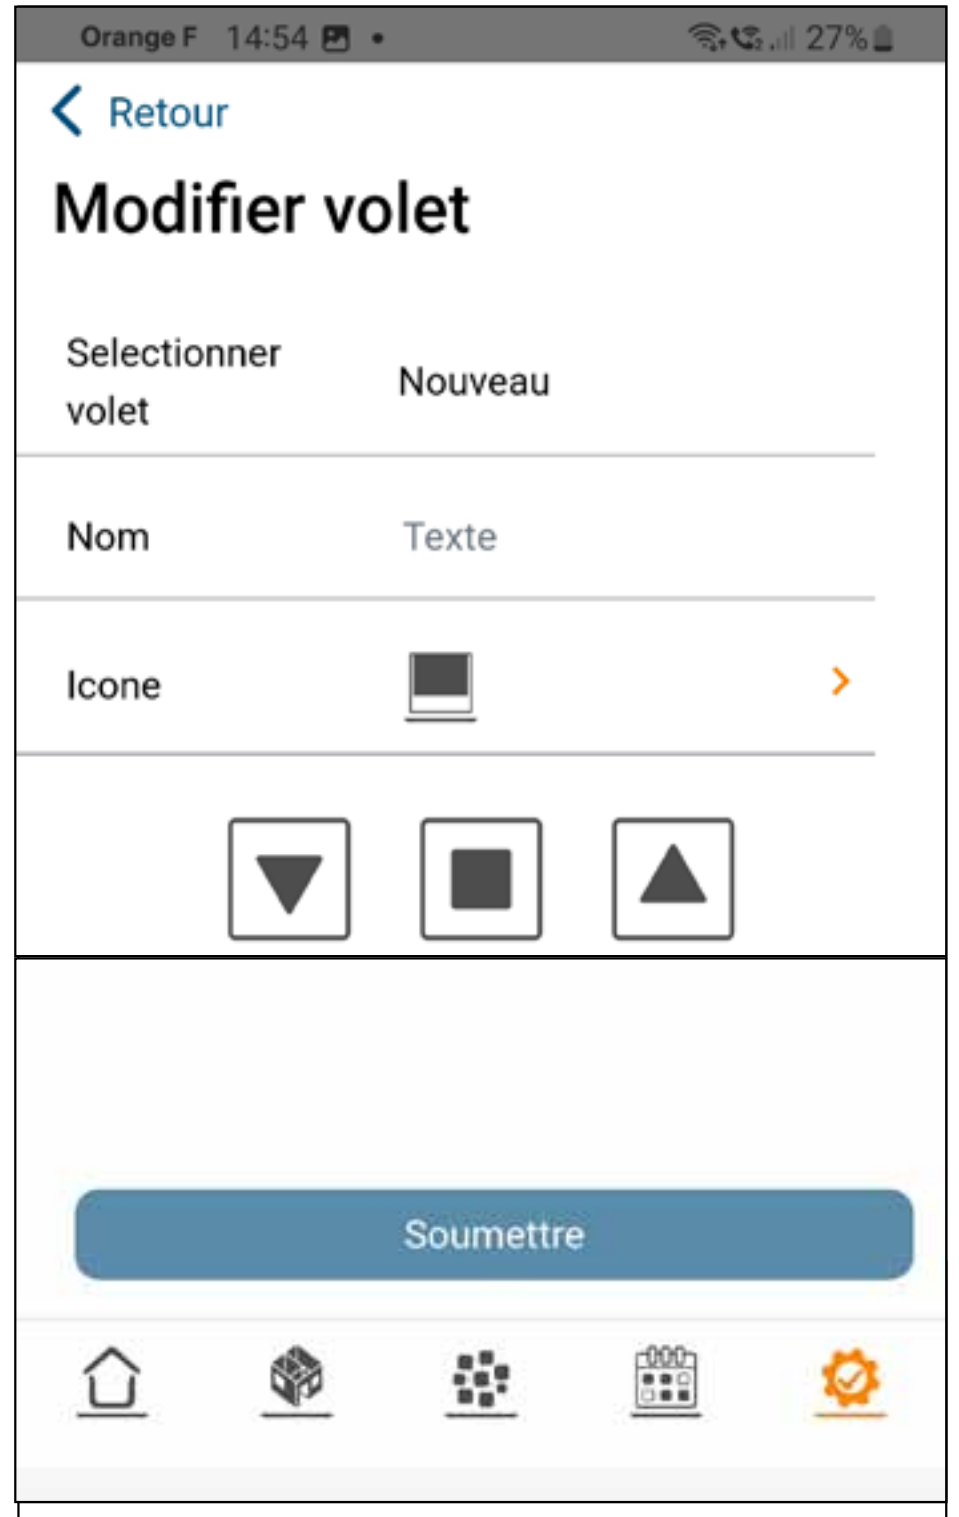 Orange F 14:54 27%
Retour
Modifier volet
Selectionner
volet
Nouveau
Nom Texte
Icone
Soumettre